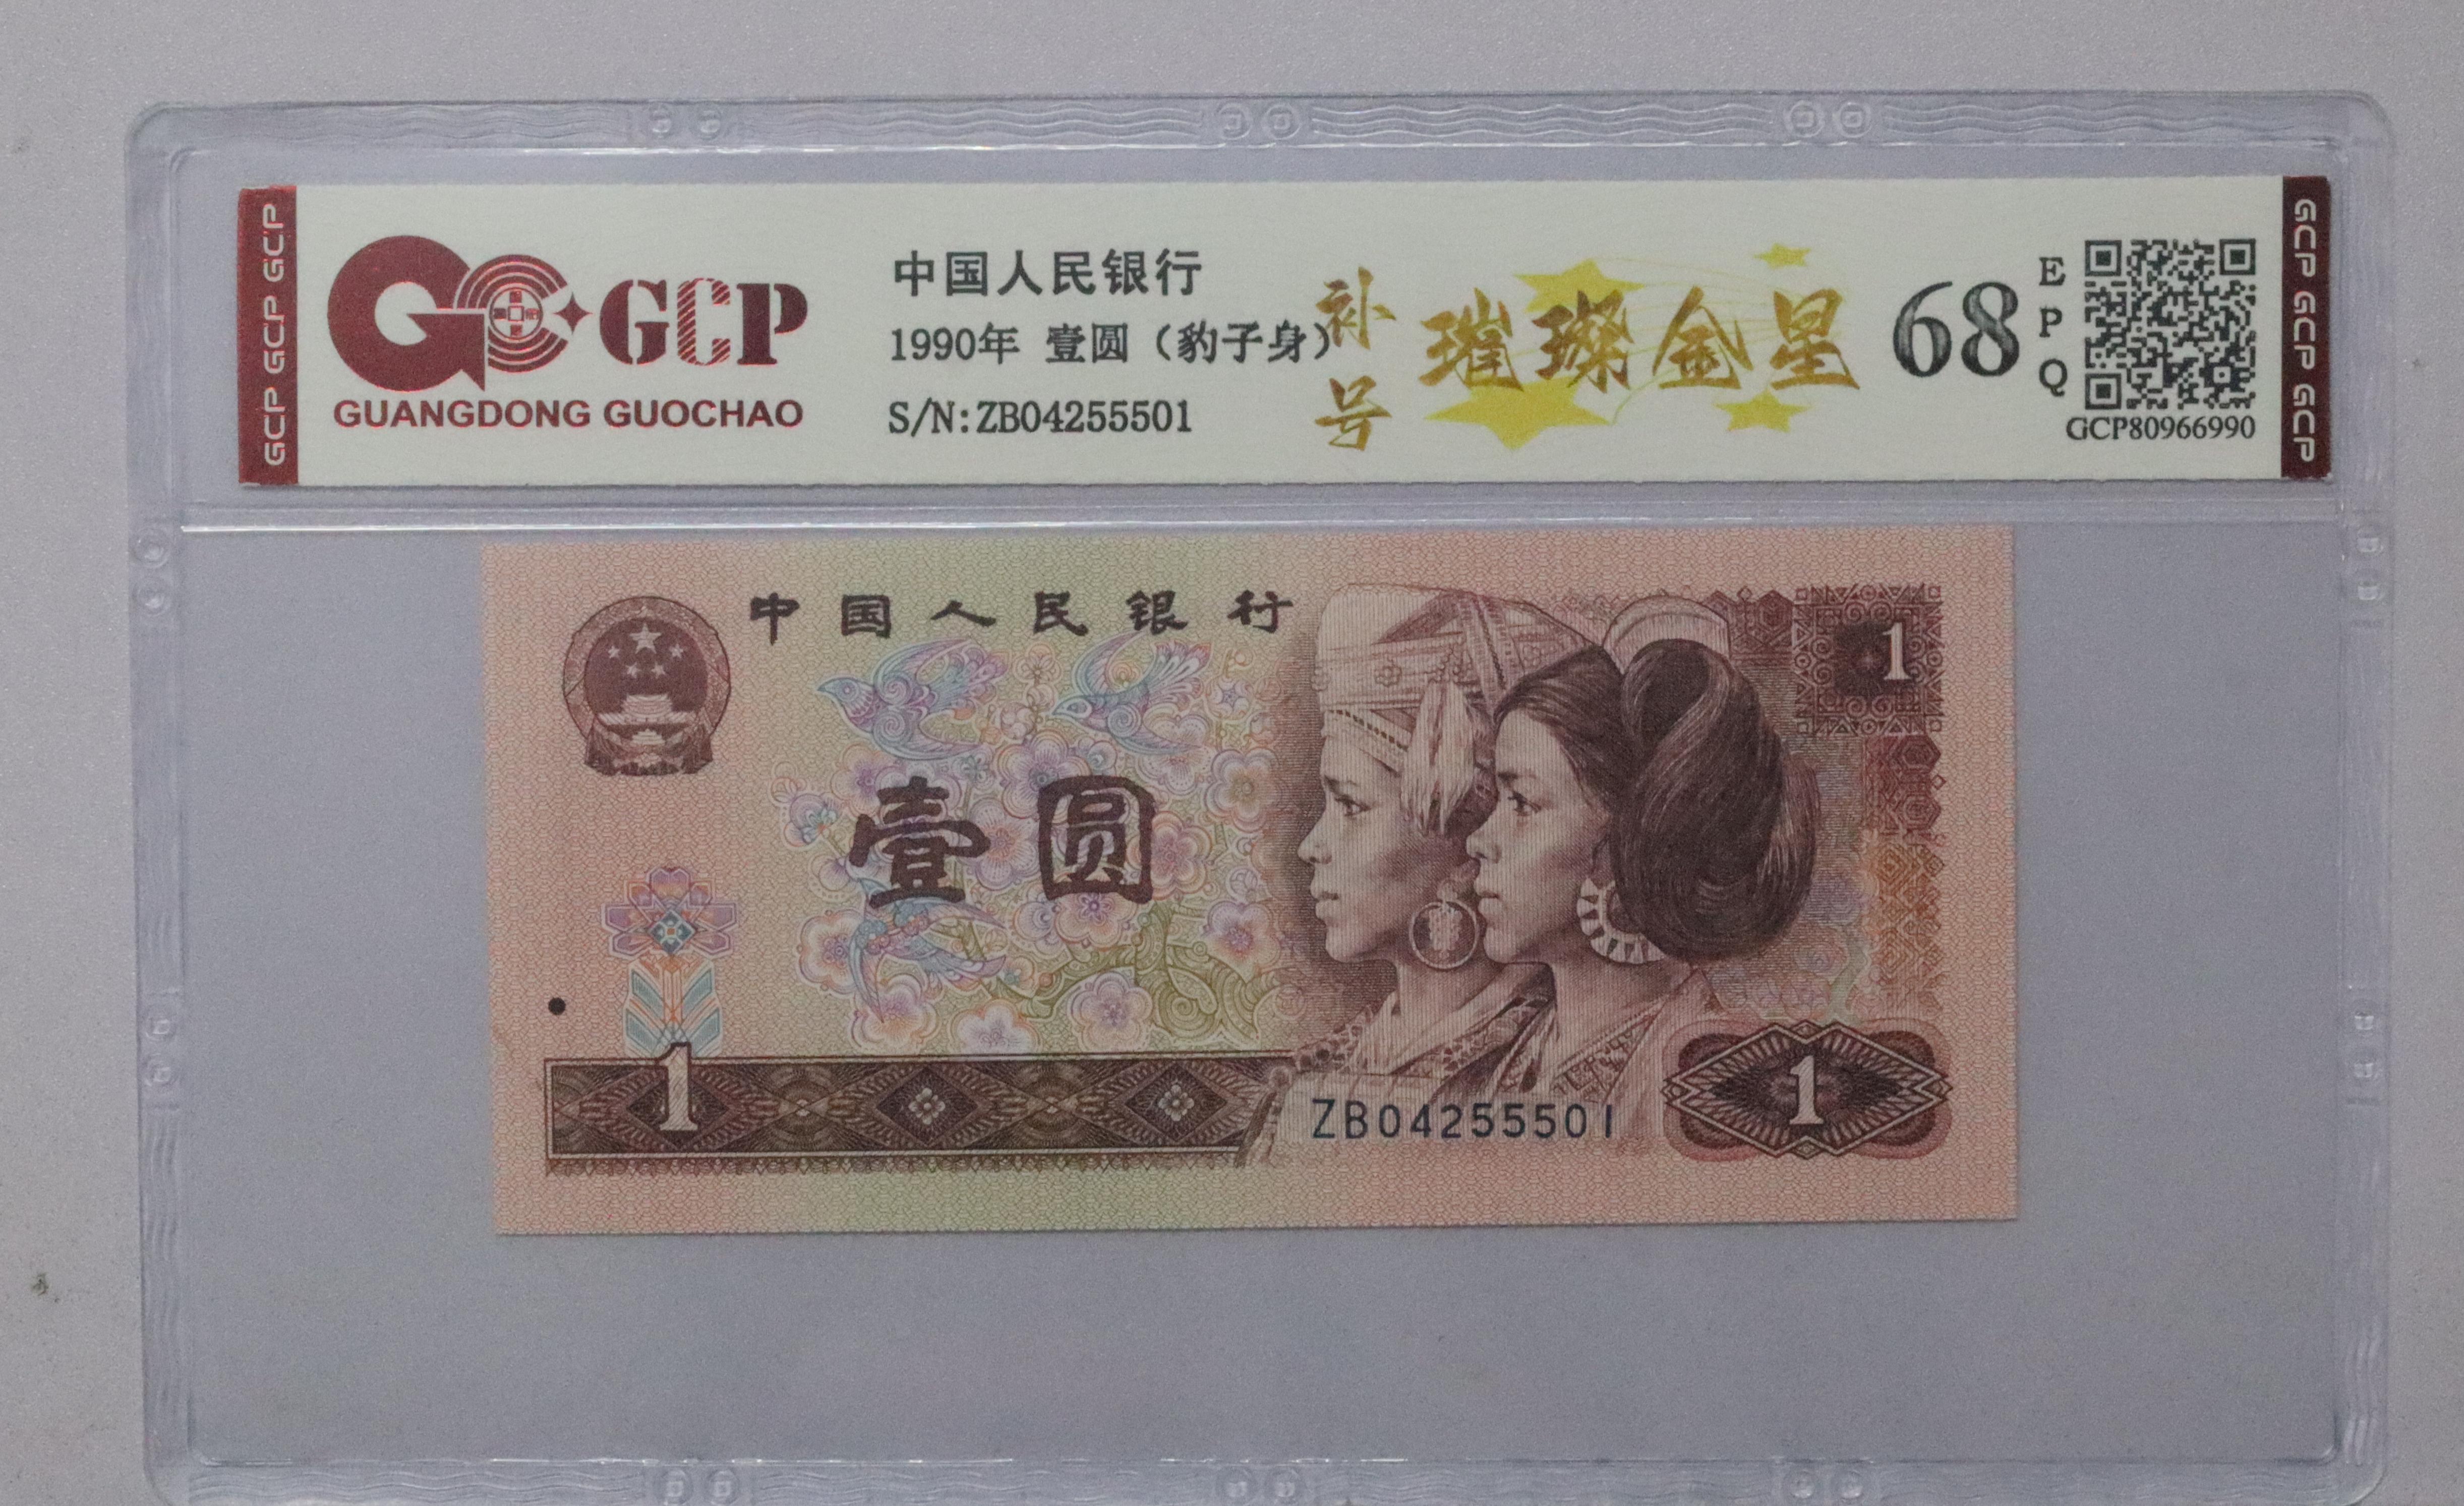 GCP GCP GCP
GCP
GUANGDONG GUOCHAO
中国人民银行
1990年 壹圆（豹子身）
S/N:ZB04255501
补号
璀璨金星
68
EPQ
GCP80966990
GCP GCP GCP
中国人民银行
1
壹圆
1
ZB04255501
1